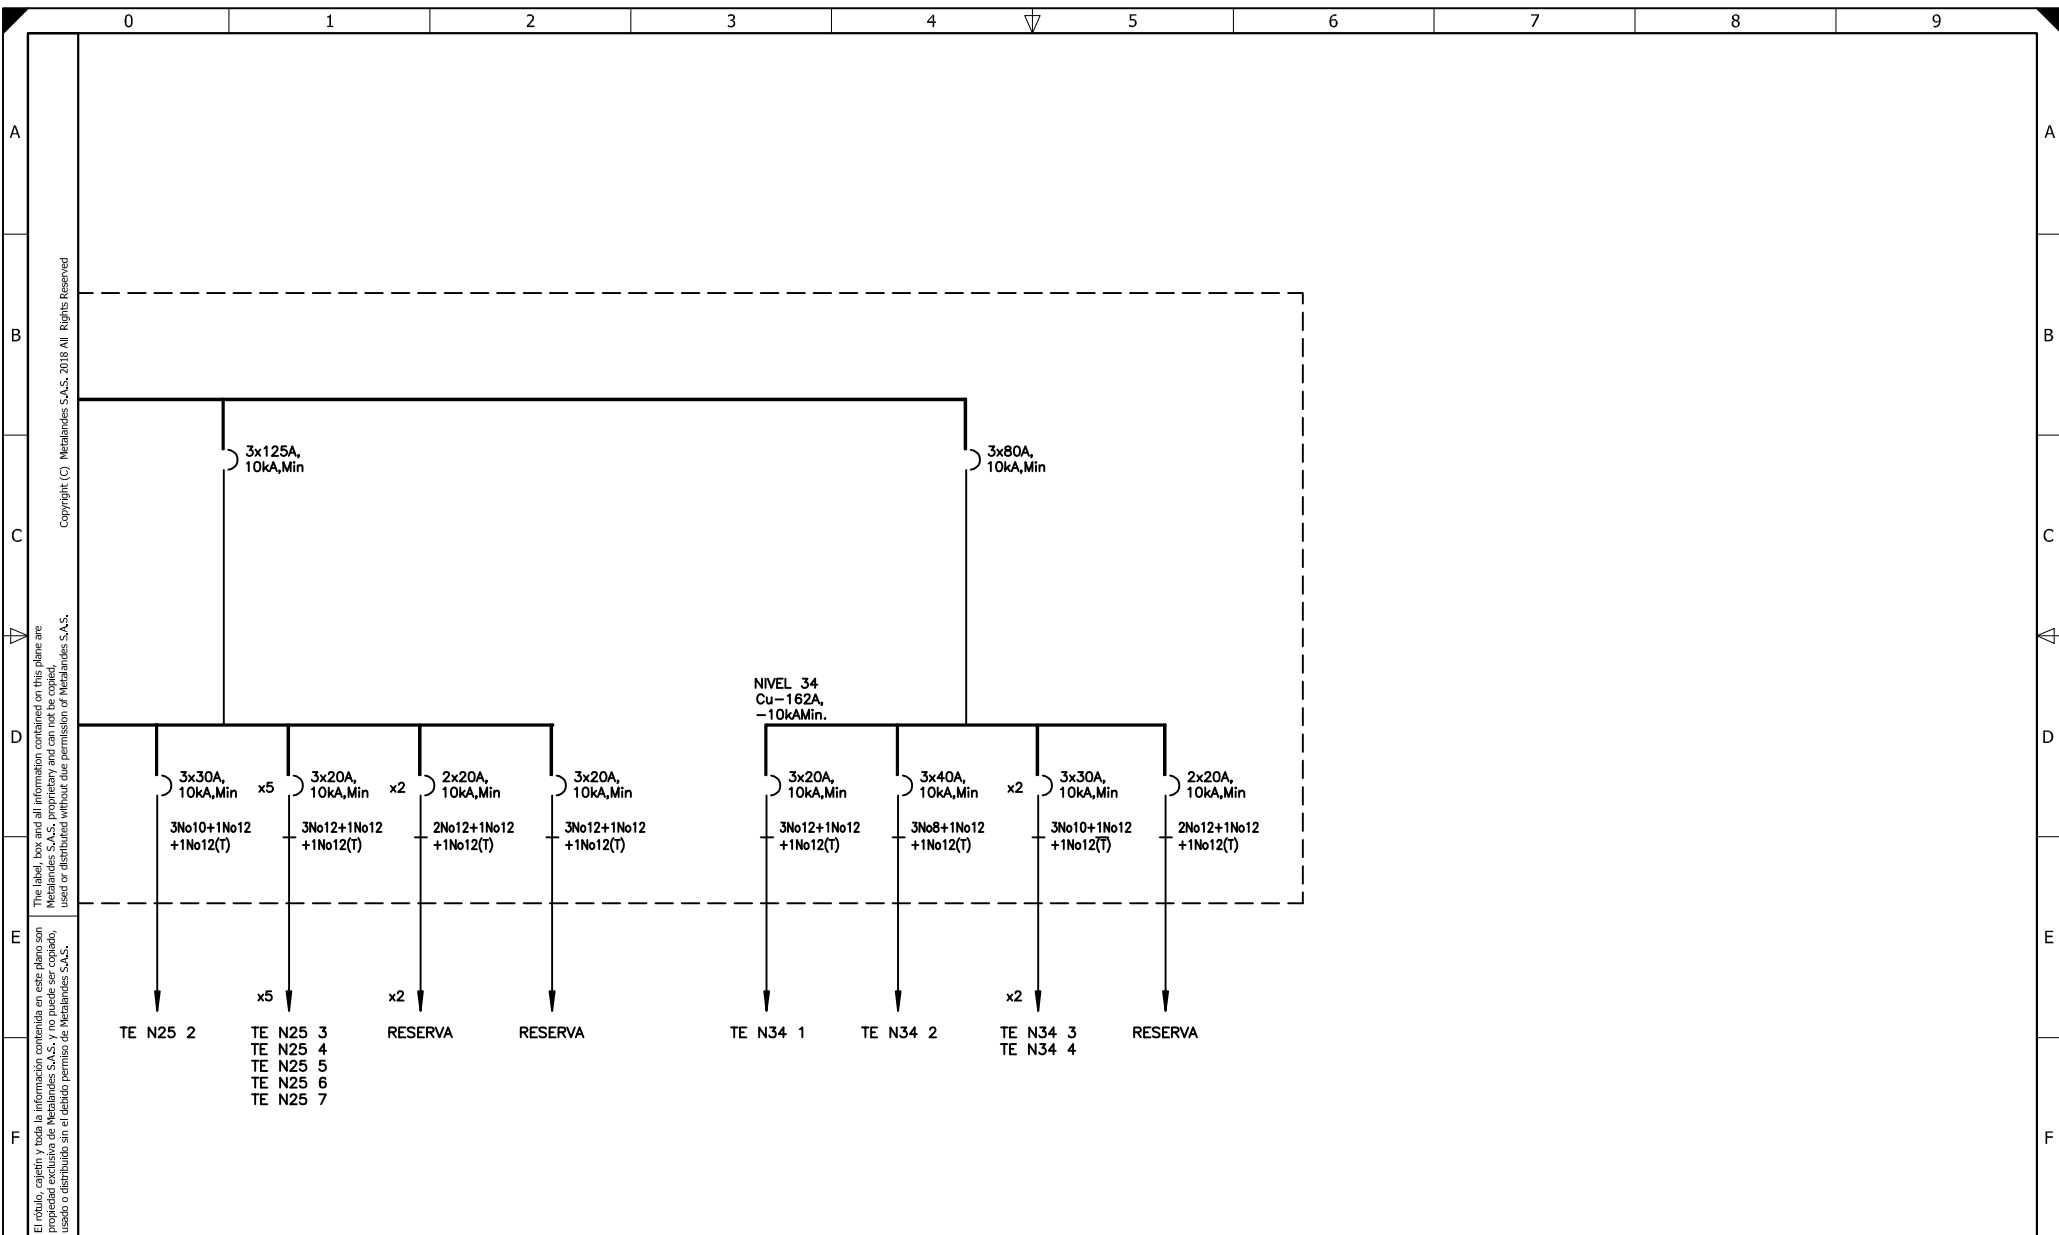 0 1 2 3 4 5 6 7 8 9
A A
B B
C C
D D
E E
F F
Copyright (C) Metalandes S.A.S. 2018 All Rights Reserved
The label, box and all information contained on this plane are
Metalandes S.A.S. proprietary and can not be copied,
used or distributed without due permission of Metalandes S.A.S.
El rótulo, cajetín y toda la información contenida en este plano son
propiedad exclusiva de Metalandes S.A.S. y no puede ser copiado,
usado o distribuido sin el debido permiso de Metalandes S.A.S.
3x125A,
10kA,Min
3x80A,
10kA,Min
NIVEL 34
Cu-162A,
-10kAMin.
3x30A,
10kA,Min
3No10+1No12
+1No12(T)
TE N25 2
x5
3x20A,
10kA,Min
3No12+1No12
+1No12(T)
x5
TE N25 3
TE N25 4
TE N25 5
TE N25 6
TE N25 7
x2
2x20A,
10kA,Min
2No12+1No12
+1No12(T)
x2
RESERVA
3x20A,
10kA,Min
3No12+1No12
+1No12(T)
RESERVA
3x20A,
10kA,Min
3No12+1No12
+1No12(T)
TE N34 1
3x40A,
10kA,Min
3No8+1No12
+1No12(T)
TE N34 2
x2
3x30A,
10kA,Min
3No10+1No12
+1No12(T)
x2
TE N34 3
TE N34 4
2x20A,
10kA,Min
2No12+1No12
+1No12(T)
RESERVA